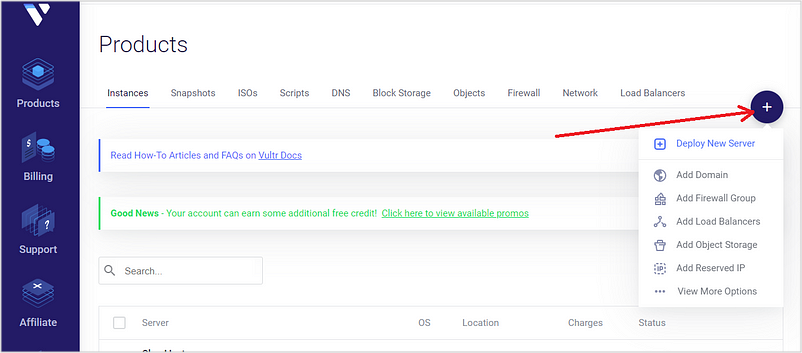 Products
Billing
Support
Affiliate
Products
Instances Snapshots ISOs Scripts DNS Block Storage Objects Firewall Network Load Balancers
+
Deploy New Server
Add Domain
Add Firewall Group
Add Load Balancers
Add Object Storage
IP Add Reserved IP
View More Options
Read How-To Articles and FAQs on Vultr Docs
Good News - Your account can earn some additional free credit! Click here to view available promos
Search...
Server OS Location Charges Status